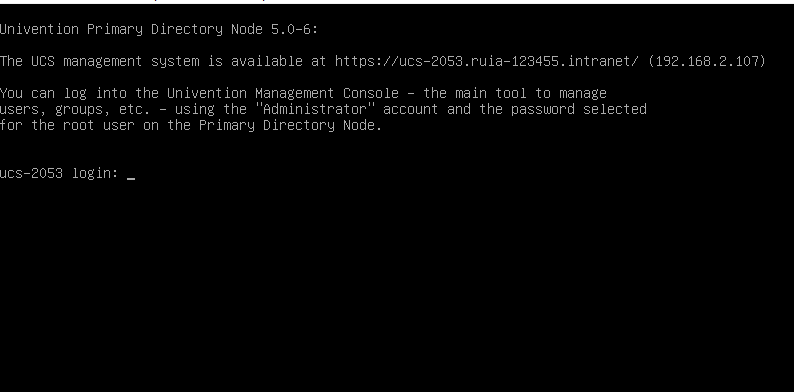 Univention Primary Directory Node 5.0-6:
The UCS management system is available at https://ucs-2053.ruia-123455.intranet/ (192.168.2.107)
You can log into the Univention Management Console - the main tool to manage
users, groups, etc. - using the "Administrator" account and the password selected
for the root user on the Primary Directory Node.
ucs-2053 login: _